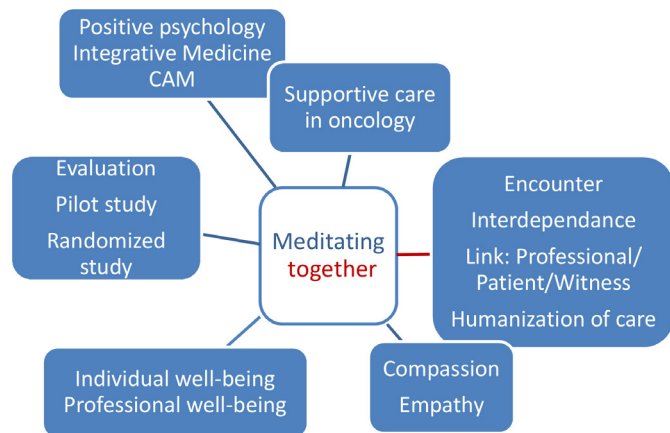 Positive psychology
Integrative Medicine
CAM
Supportive care
in oncology
Evaluation
Pilot study
Randomized
study
Meditating
together
Encounter
Interdependance
Link: Professional/
Patient/Witness
Humanization of care
Individual well-being
Professional well-being
Compassion
Empathy